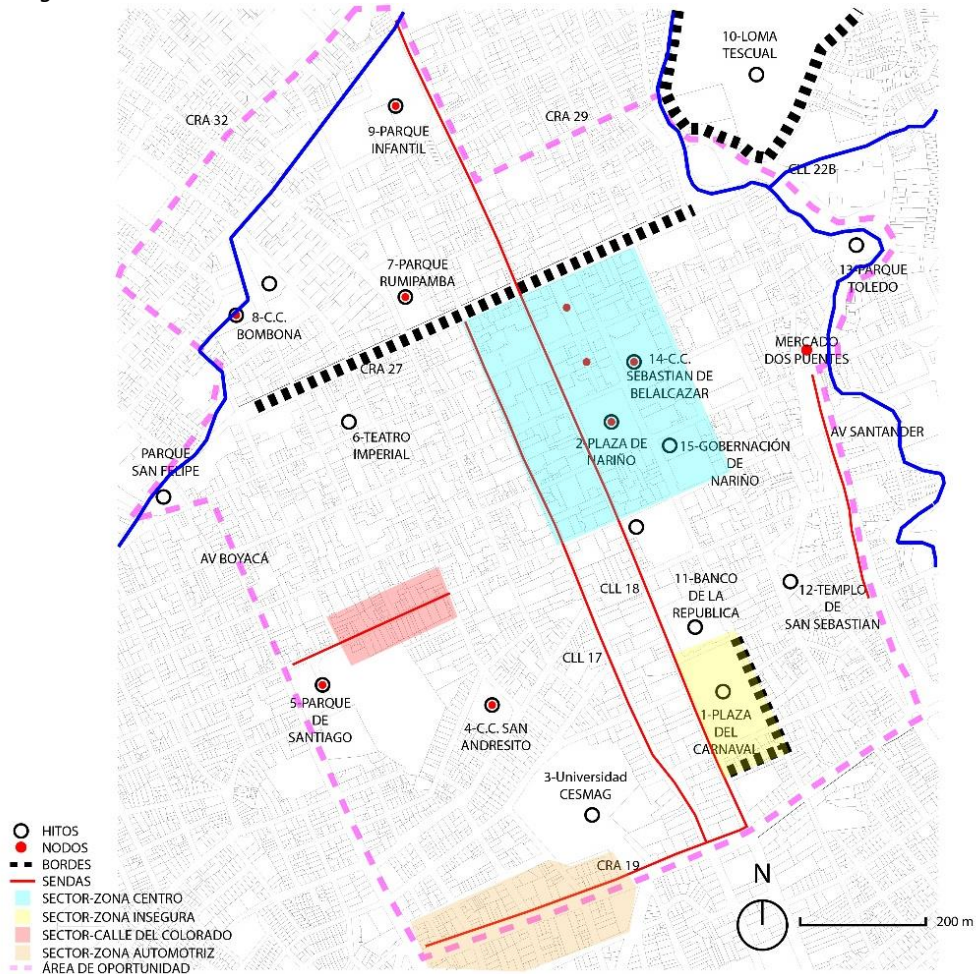 10-LOMA
TESCUAL
CRA 32
9-PARQUE
INFANTIL
CRA 29
CLL 22B
7-PARQUE
RUMIPAMBA
13-PARQUE
TOLEDO
8-C.C.
BOMBONA
MERCADO
DOS PUENTES
CRA 27
14-C.C.
SEBASTIAN DE
BELALCAZAR
6-TEATRO
IMPERIAL
2-PLAZA DE
NARIÑO
15-GOBERNACIÓN
DE
NARIÑO
AV SANTANDER
PARQUE
SAN FELIPE
AV BOYACÁ
CLL 18
11-BANCO
DE LA
REPUBLICA
12-TEMPLO
DE
SAN SEBASTIAN
CLL 17
5-PARQUE
DE
SANTIAGO
4-C.C. SAN
ANDRESITO
1-PLAZA
DEL
CARNAVAL
3-Universidad
CESMAG
CRA 19
HITOS
NODOS
BORDES
SENDAS
SECTOR-ZONA CENTRO
SECTOR-ZONA INSEGURA
SECTOR-CALLE DEL COLORADO
SECTOR-ZONA AUTOMOTRIZ
ÁREA DE OPORTUNIDAD
N
200 m